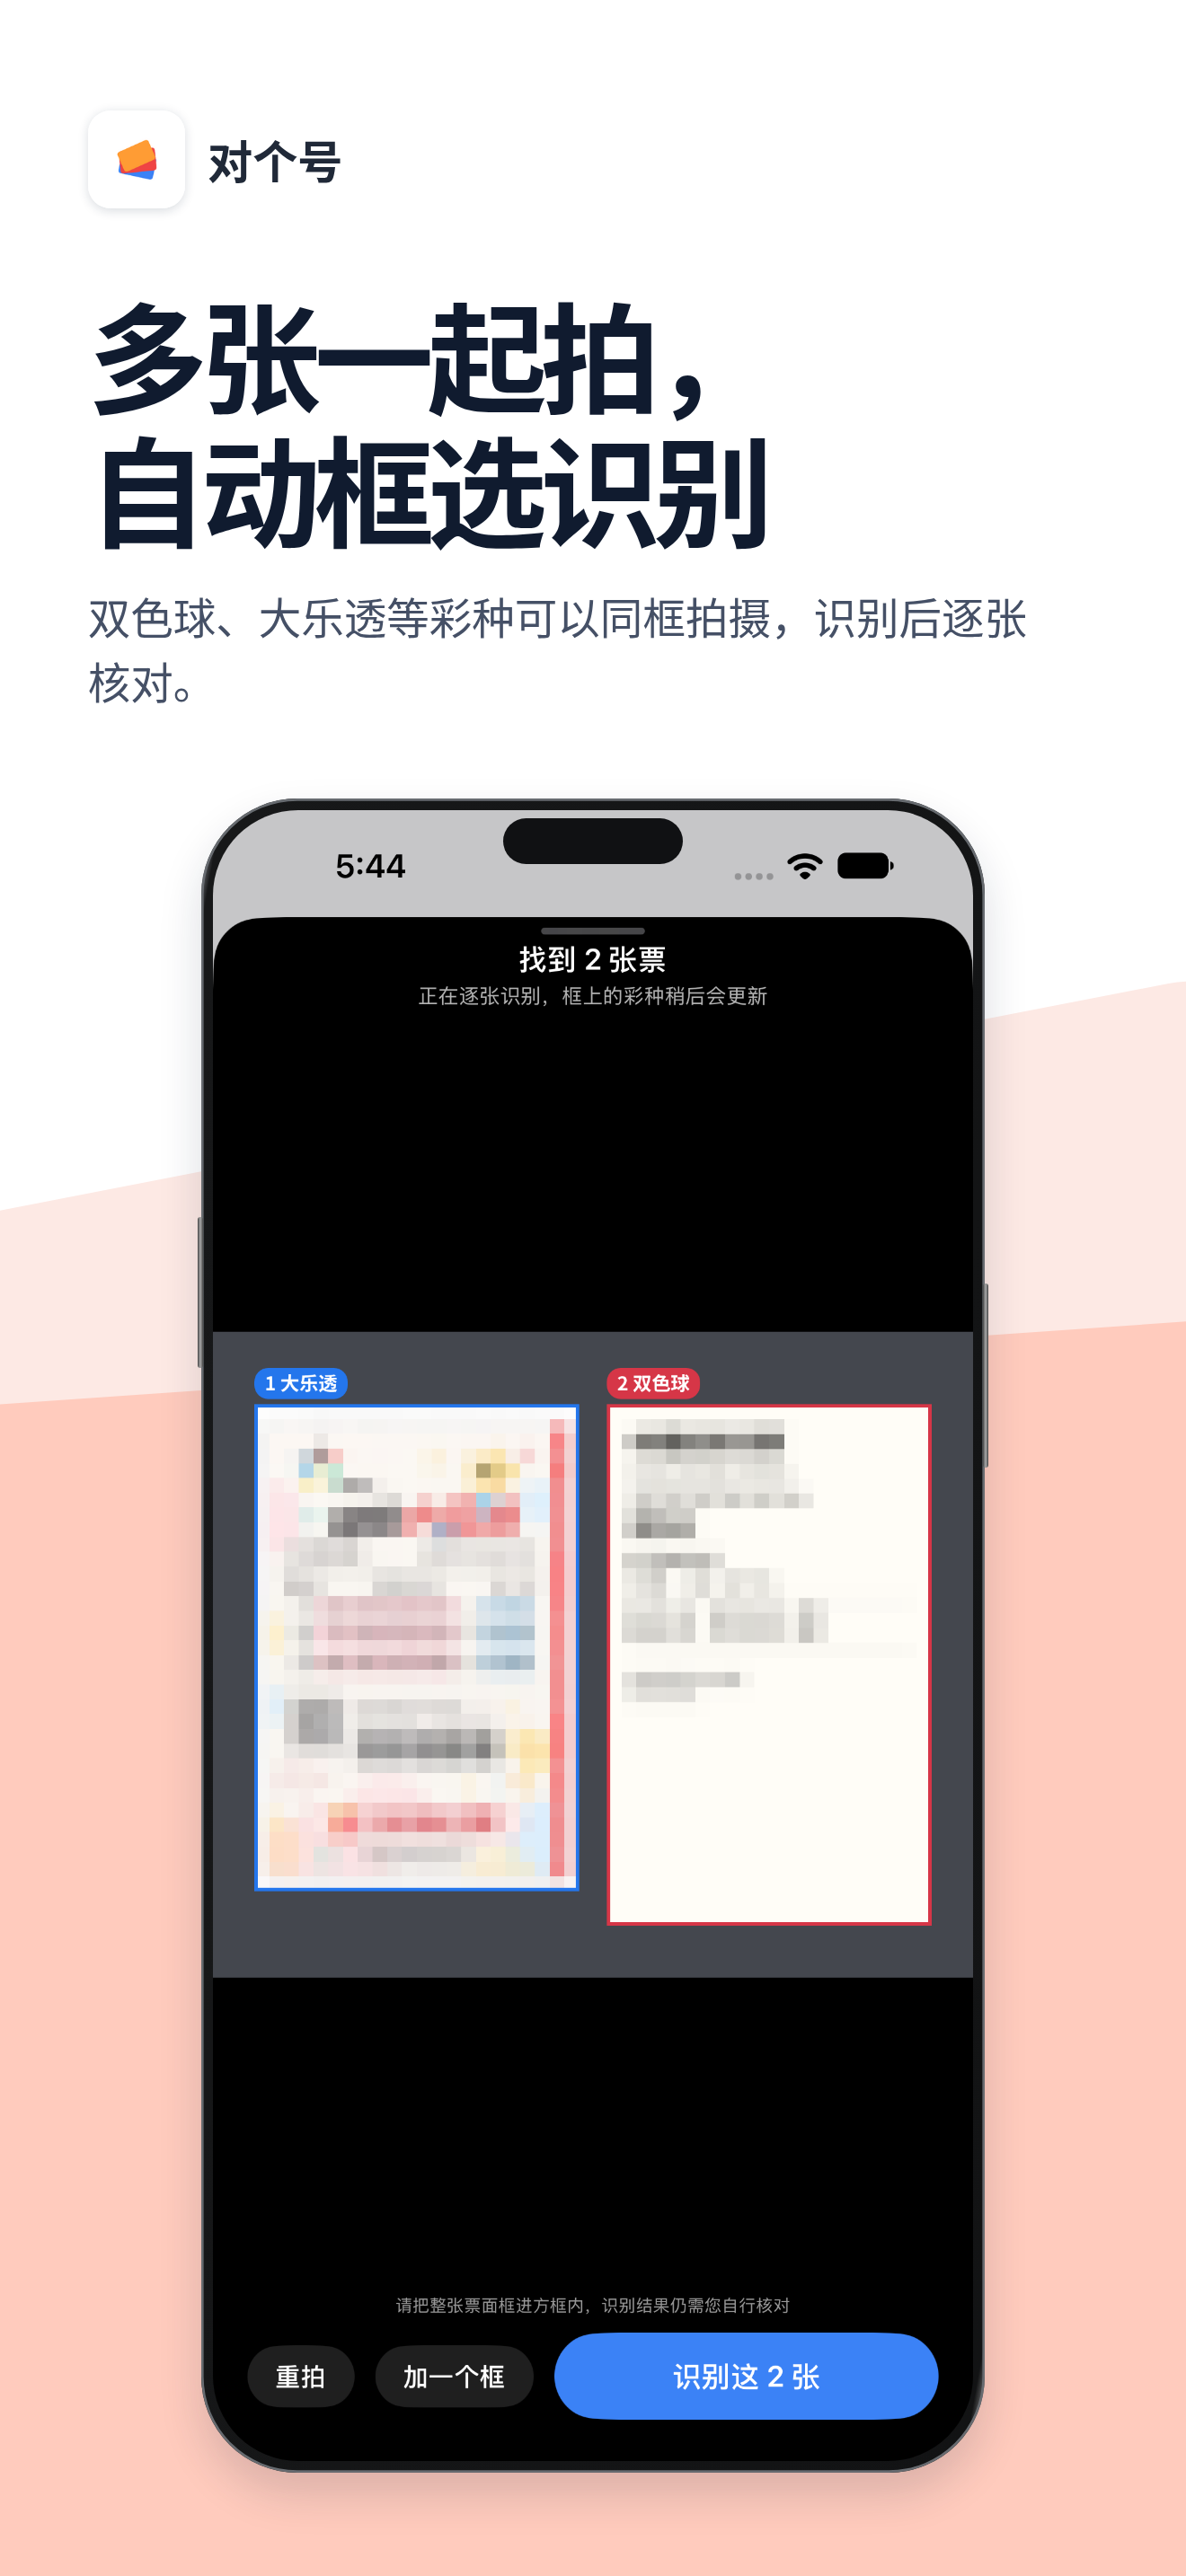 对个号
多张一起拍，
自动框选识别
双色球、大乐透等彩种可以同框拍摄，识别后逐张
核对。
5:44
找到 2 张票
正在逐张识别，框上的彩种稍后会更新
1 大乐透
2 双色球
请把整张票面框进方框内，识别结果仍需您自行核对
重拍
加一个框
识别这 2 张